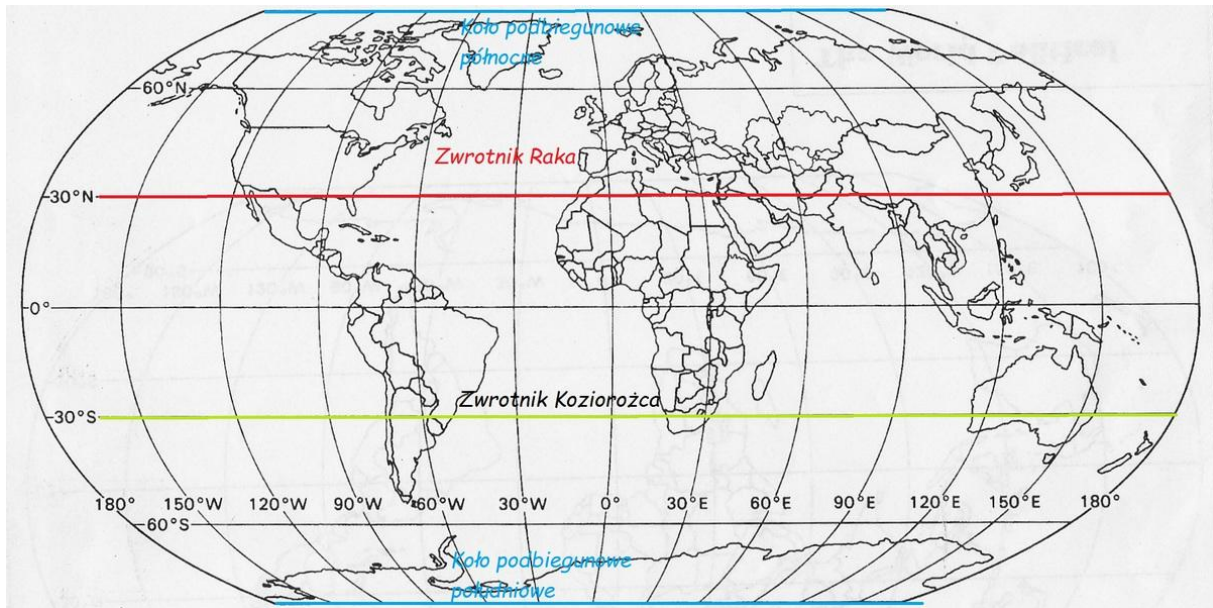 Koło podbiegunowe
północne
60°N
Zwrotnik Raka
30°N
0°
Zwrotnik Koziorożca
30°S
180° 150°W 120°W 90°W 60°W 30°W 0° 30°E 60°E 90°E 120°E 150°E 180°
60°S
Koło podbiegunowe
południowe